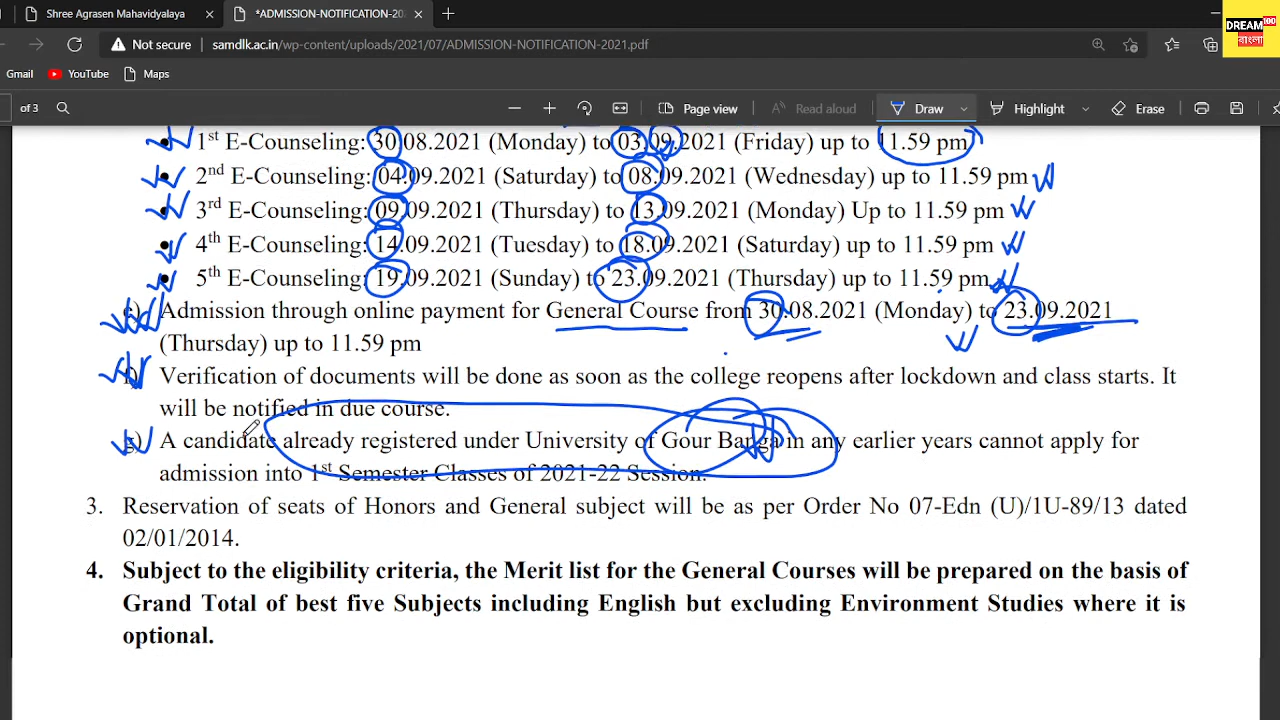 Shree Agrasen Mahavidyalaya
*ADMISSION-NOTIFICATION-20
DREAM100
বাংলা
Not secure samdlk.ac.in/wp-content/uploads/2021/07/ADMISSION-NOTIFICATION-2021.pdf
Gmail YouTube Maps
of 3 Page view Read aloud Draw Highlight Erase
• 1st E-Counseling: 30.08.2021 (Monday) to 03.09.2021 (Friday) up to 11.59 pm
• 2nd E-Counseling: 04.09.2021 (Saturday) to 08.09.2021 (Wednesday) up to 11.59 pm
• 3rd E-Counseling: 09.09.2021 (Thursday) to 13.09.2021 (Monday) Up to 11.59 pm
• 4th E-Counseling: 14.09.2021 (Tuesday) to 18.09.2021 (Saturday) up to 11.59 pm
• 5th E-Counseling: 19.09.2021 (Sunday) to 23.09.2021 (Thursday) up to 11.59 pm
e) Admission through online payment for General Course from 30.08.2021 (Monday) to 23.09.2021
(Thursday) up to 11.59 pm
f) Verification of documents will be done as soon as the college reopens after lockdown and class starts. It
will be notified in due course.
g) A candidate already registered under University of Gour Banga in any earlier years cannot apply for
admission into 1st Semester Classes of 2021-22 Session.
3. Reservation of seats of Honors and General subject will be as per Order No 07-Edn (U)/1U-89/13 dated
02/01/2014.
4. Subject to the eligibility criteria, the Merit list for the General Courses will be prepared on the basis of
Grand Total of best five Subjects including English but excluding Environment Studies where it is
optional.